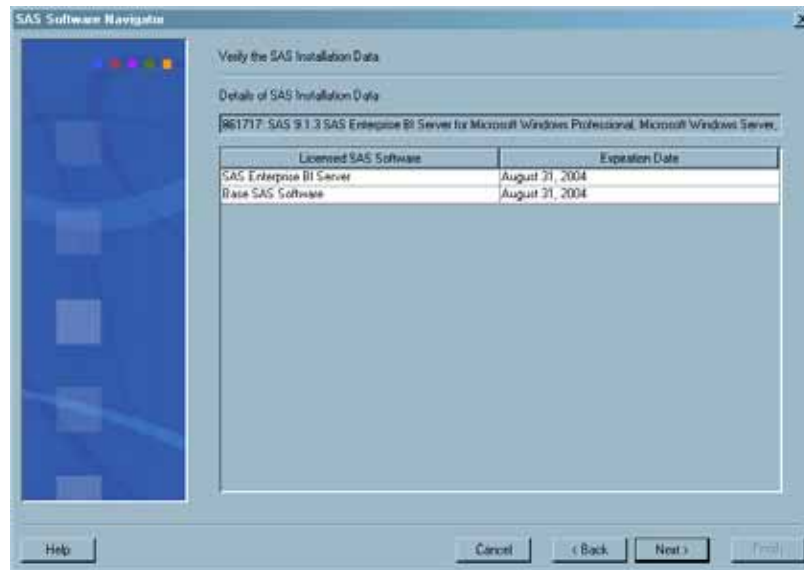 SAS Software Navigator
Verify the SAS Installation Data
Details of SAS Installation Data
961717: SAS 9.1.3 SAS Enterprise BI Server for Microsoft Windows Professional, Microsoft Windows Server,
Licensed SAS Software Expiration Date
SAS Enterprise BI Server August 31, 2004
Base SAS Software August 31, 2004
Help Cancel < Back Next > Finish